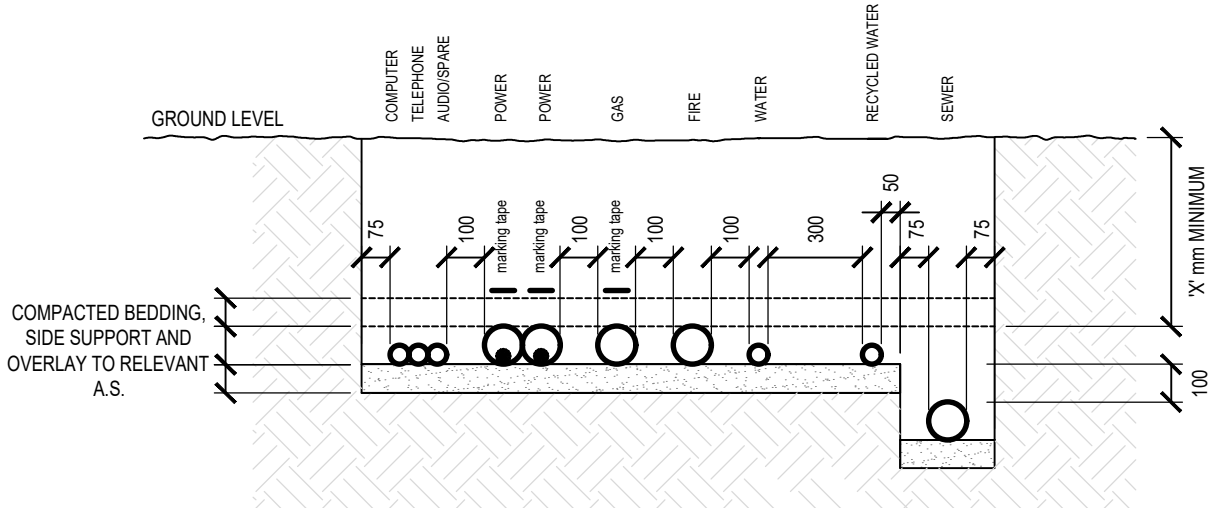 COMPUTER
TELEPHONE
AUDIO/SPARE
POWER
POWER
GAS
FIRE
WATER
RECYCLED WATER
SEWER
GROUND LEVEL
75
100
marking tape
marking tape
100
marking tape
100
100
300
50
75
75
'X' mm MINIMUM
COMPACTED BEDDING,
SIDE SUPPORT AND
OVERLAY TO RELEVANT
A.S.
100